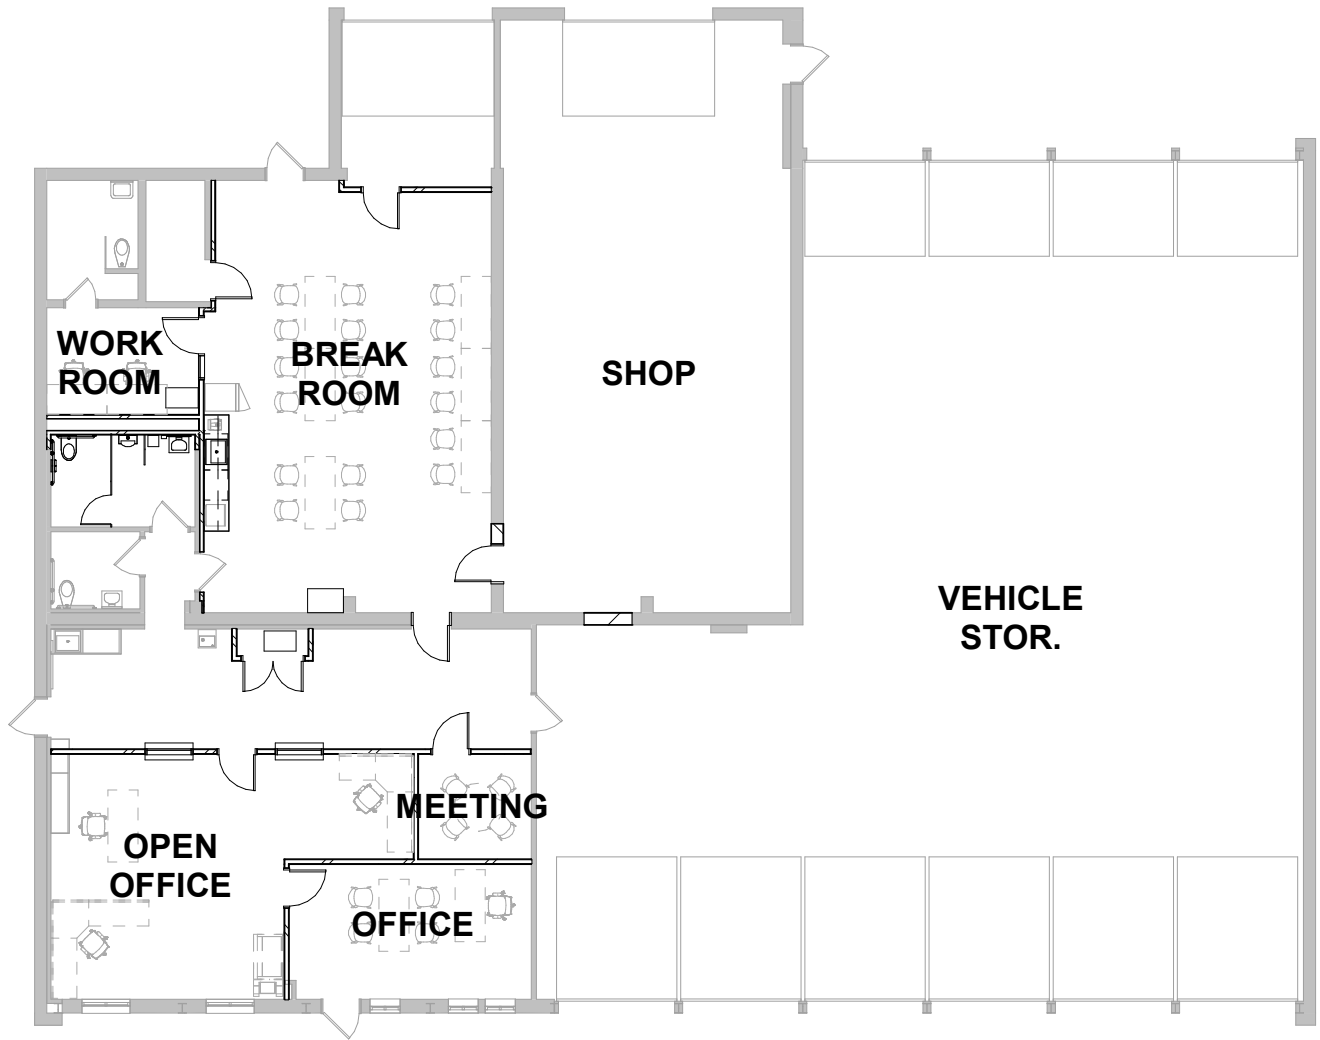 WORK
ROOM
BREAK
ROOM
SHOP
VEHICLE
STOR.
MEETING
OPEN
OFFICE
OFFICE